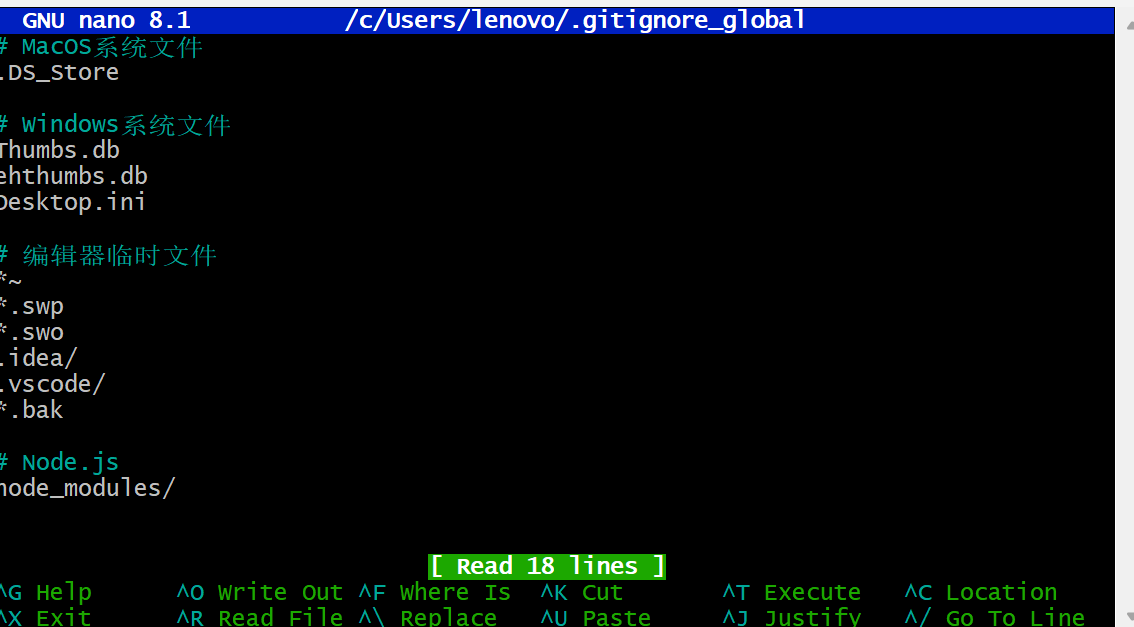 GNU nano 8.1 /c/Users/lenovo/.gitignore_global
# MacOS系统文件
.DS_Store
# Windows系统文件
Thumbs.db
ehthumbs.db
Desktop.ini
# 编辑器临时文件
*~
*.swp
*.swo
.idea/
.vscode/
*.bak
# Node.js
node_modules/
[ Read 18 lines ]
^G Help ^O Write Out ^F Where Is ^K Cut ^T Execute ^C Location
^X Exit ^R Read File ^\ Replace ^U Paste ^J Justify ^/ Go To Line